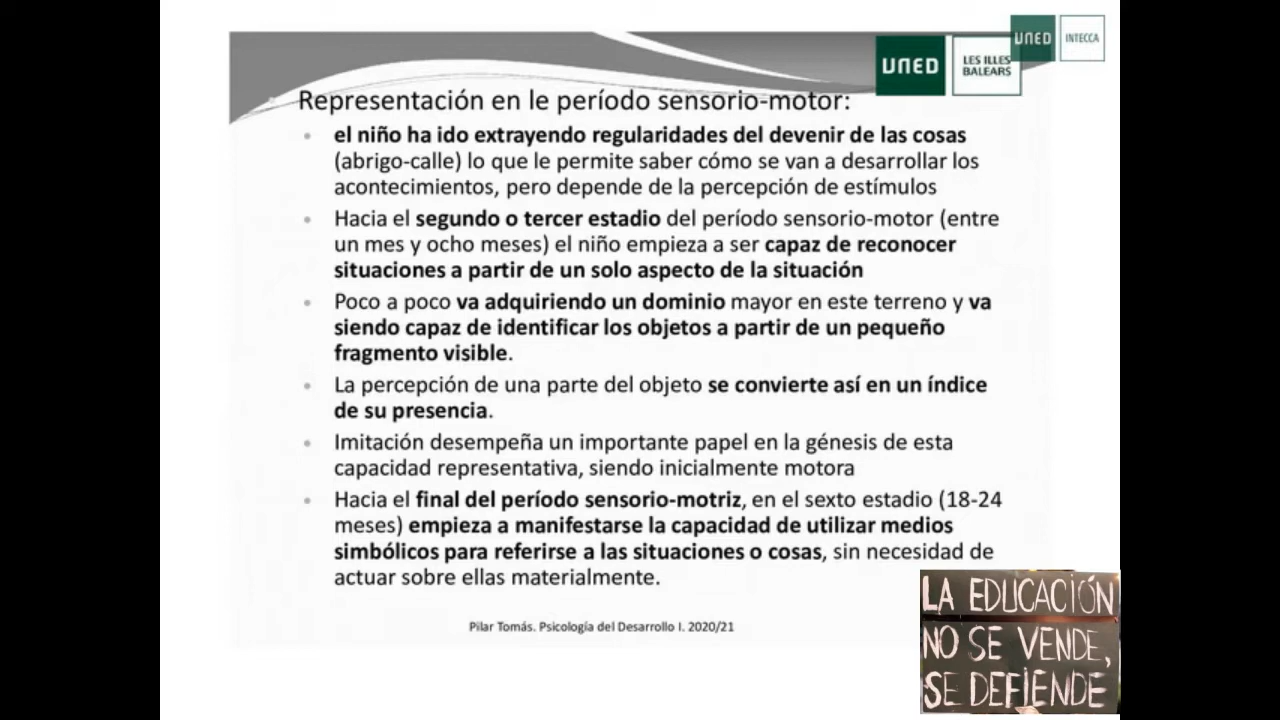 UNED
INTECCA
UNED
LES ILLES
BALEARS
Representación en le período sensorio-motor:
• el niño ha ido extrayendo regularidades del devenir de las cosas
(abrigo-calle) lo que le permite saber cómo se van a desarrollar los
acontecimientos, pero depende de la percepción de estímulos
• Hacia el segundo o tercer estadio del período sensorio-motor (entre
un mes y ocho meses) el niño empieza a ser capaz de reconocer
situaciones a partir de un solo aspecto de la situación
• Poco a poco va adquiriendo un dominio mayor en este terreno y va
siendo capaz de identificar los objetos a partir de un pequeño
fragmento visible.
• La percepción de una parte del objeto se convierte así en un índice
de su presencia.
• Imitación desempeña un importante papel en la génesis de esta
capacidad representativa, siendo inicialmente motora
• Hacia el final del período sensorio-motriz, en el sexto estadio (18-24
meses) empieza a manifestarse la capacidad de utilizar medios
simbólicos para referirse a las situaciones o cosas, sin necesidad de
actuar sobre ellas materialmente.
Pilar Tomás. Psicología del Desarrollo I. 2020/21
LA EDUCACIÓN
NO SE VENDE,
SE DEFIENDE